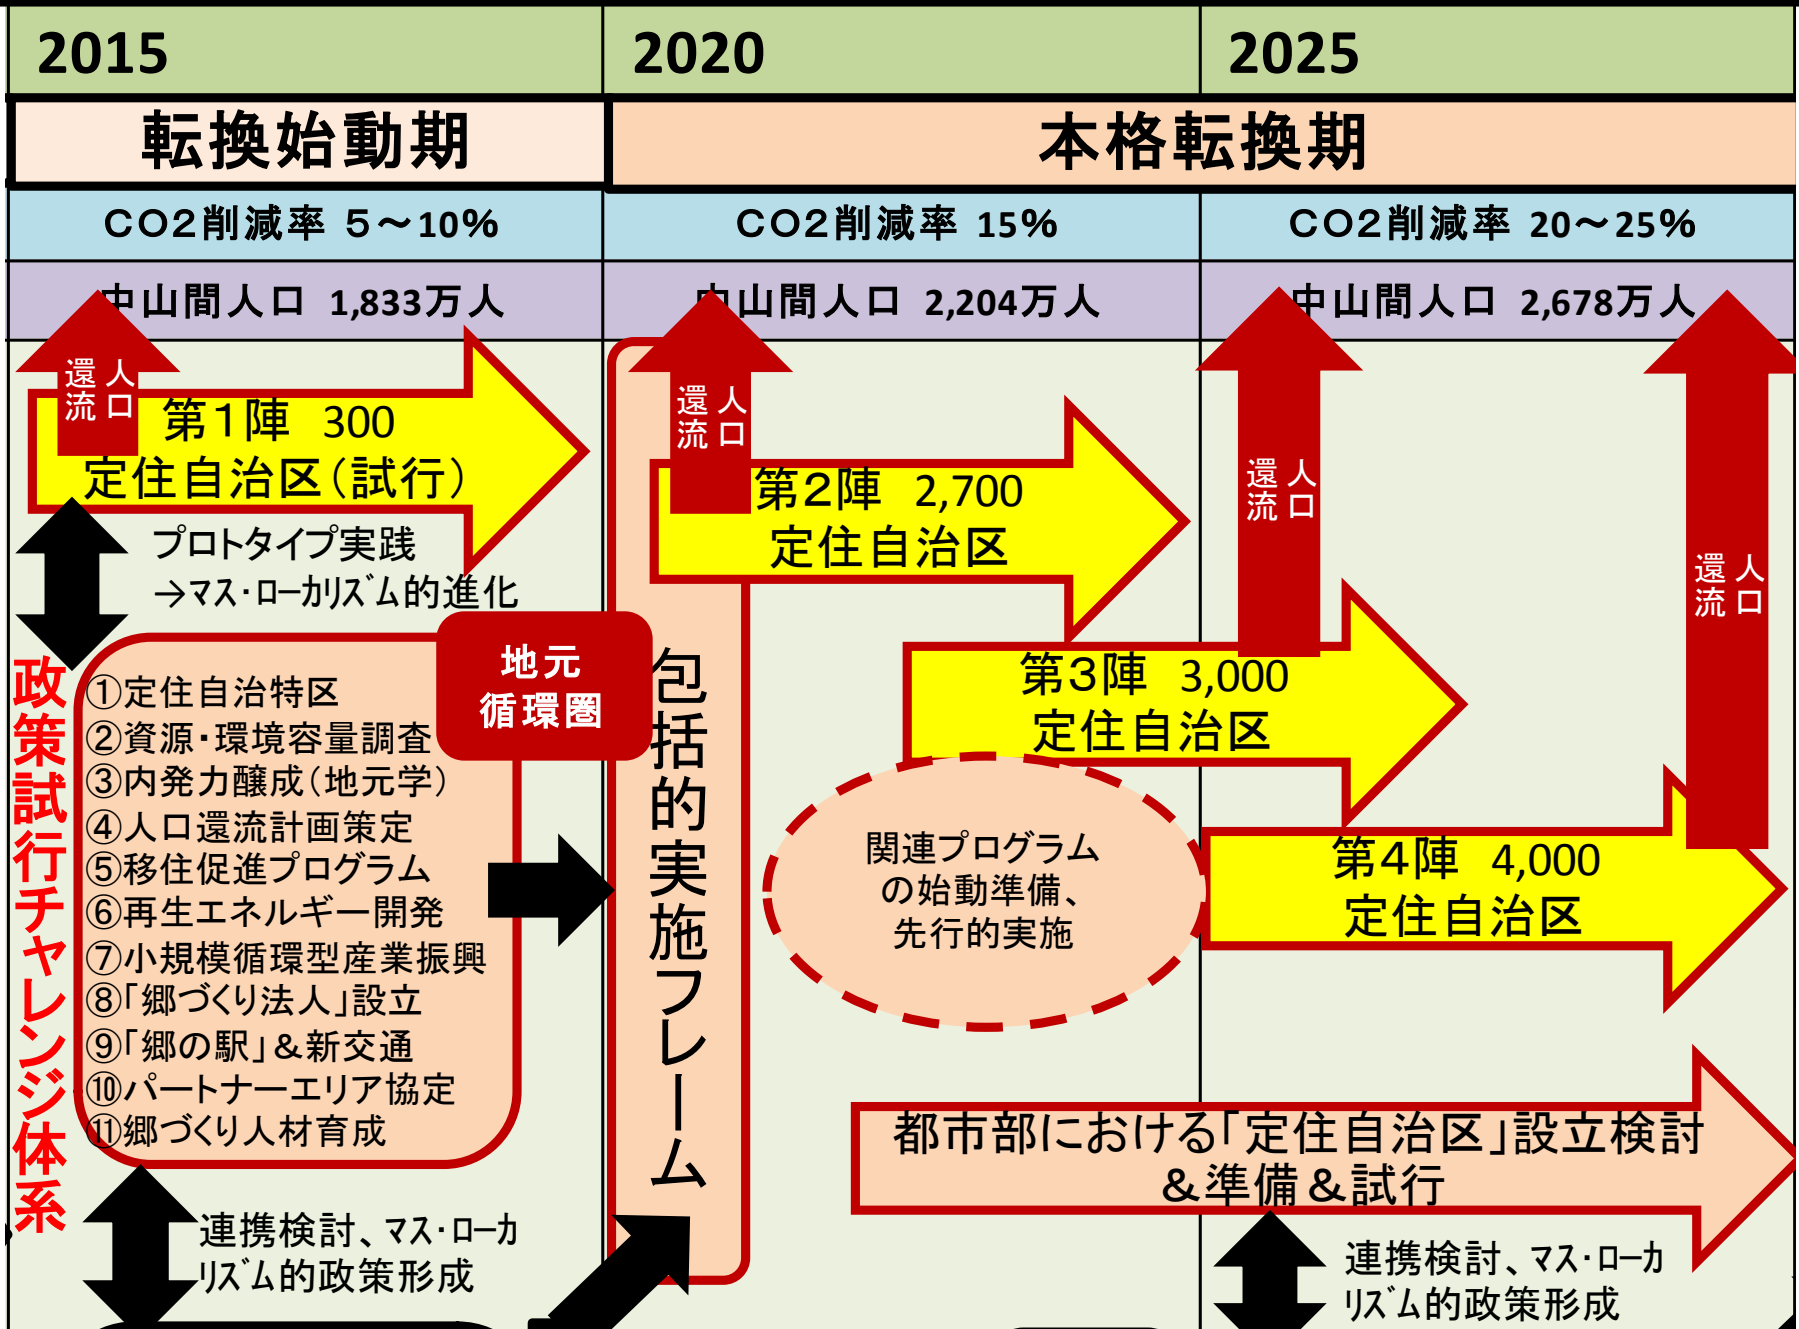 2015
2020
2025
転換始動期
本格転換期
CO2削減率 5～10%
CO2削減率 15%
CO2削減率 20～25%
中山間人口 1,833万人
中山間人口 2,204万人
中山間人口 2,678万人
人口
還流
第1陣 300
定住自治区(試行)
人口
還流
第2陣 2,700
定住自治区
人口
還流
第3陣 3,000
定住自治区
人口
還流
第4陣 4,000
定住自治区
プロトタイプ実践
→ﾏｽ･ﾛｰｶﾘｽﾞﾑ的進化
地元
循環圏
政策試行チャレンジ体系
①定住自治特区
②資源・環境容量調査
③内発力醸成(地元学)
④人口還流計画策定
⑤移住促進プログラム
⑥再生エネルギー開発
⑦小規模循環型産業振興
⑧「郷づくり法人」設立
⑨「郷の駅」＆新交通
⑩パートナーエリア協定
⑪郷づくり人材育成
包括的実施フレーム
関連プログラム
の始動準備、
先行的実施
都市部における「定住自治区」設立検討
＆準備＆試行
連携検討、ﾏｽ･ﾛｰｶ
ﾘｽﾞﾑ的政策形成
連携検討、ﾏｽ･ﾛｰｶ
ﾘｽﾞﾑ的政策形成